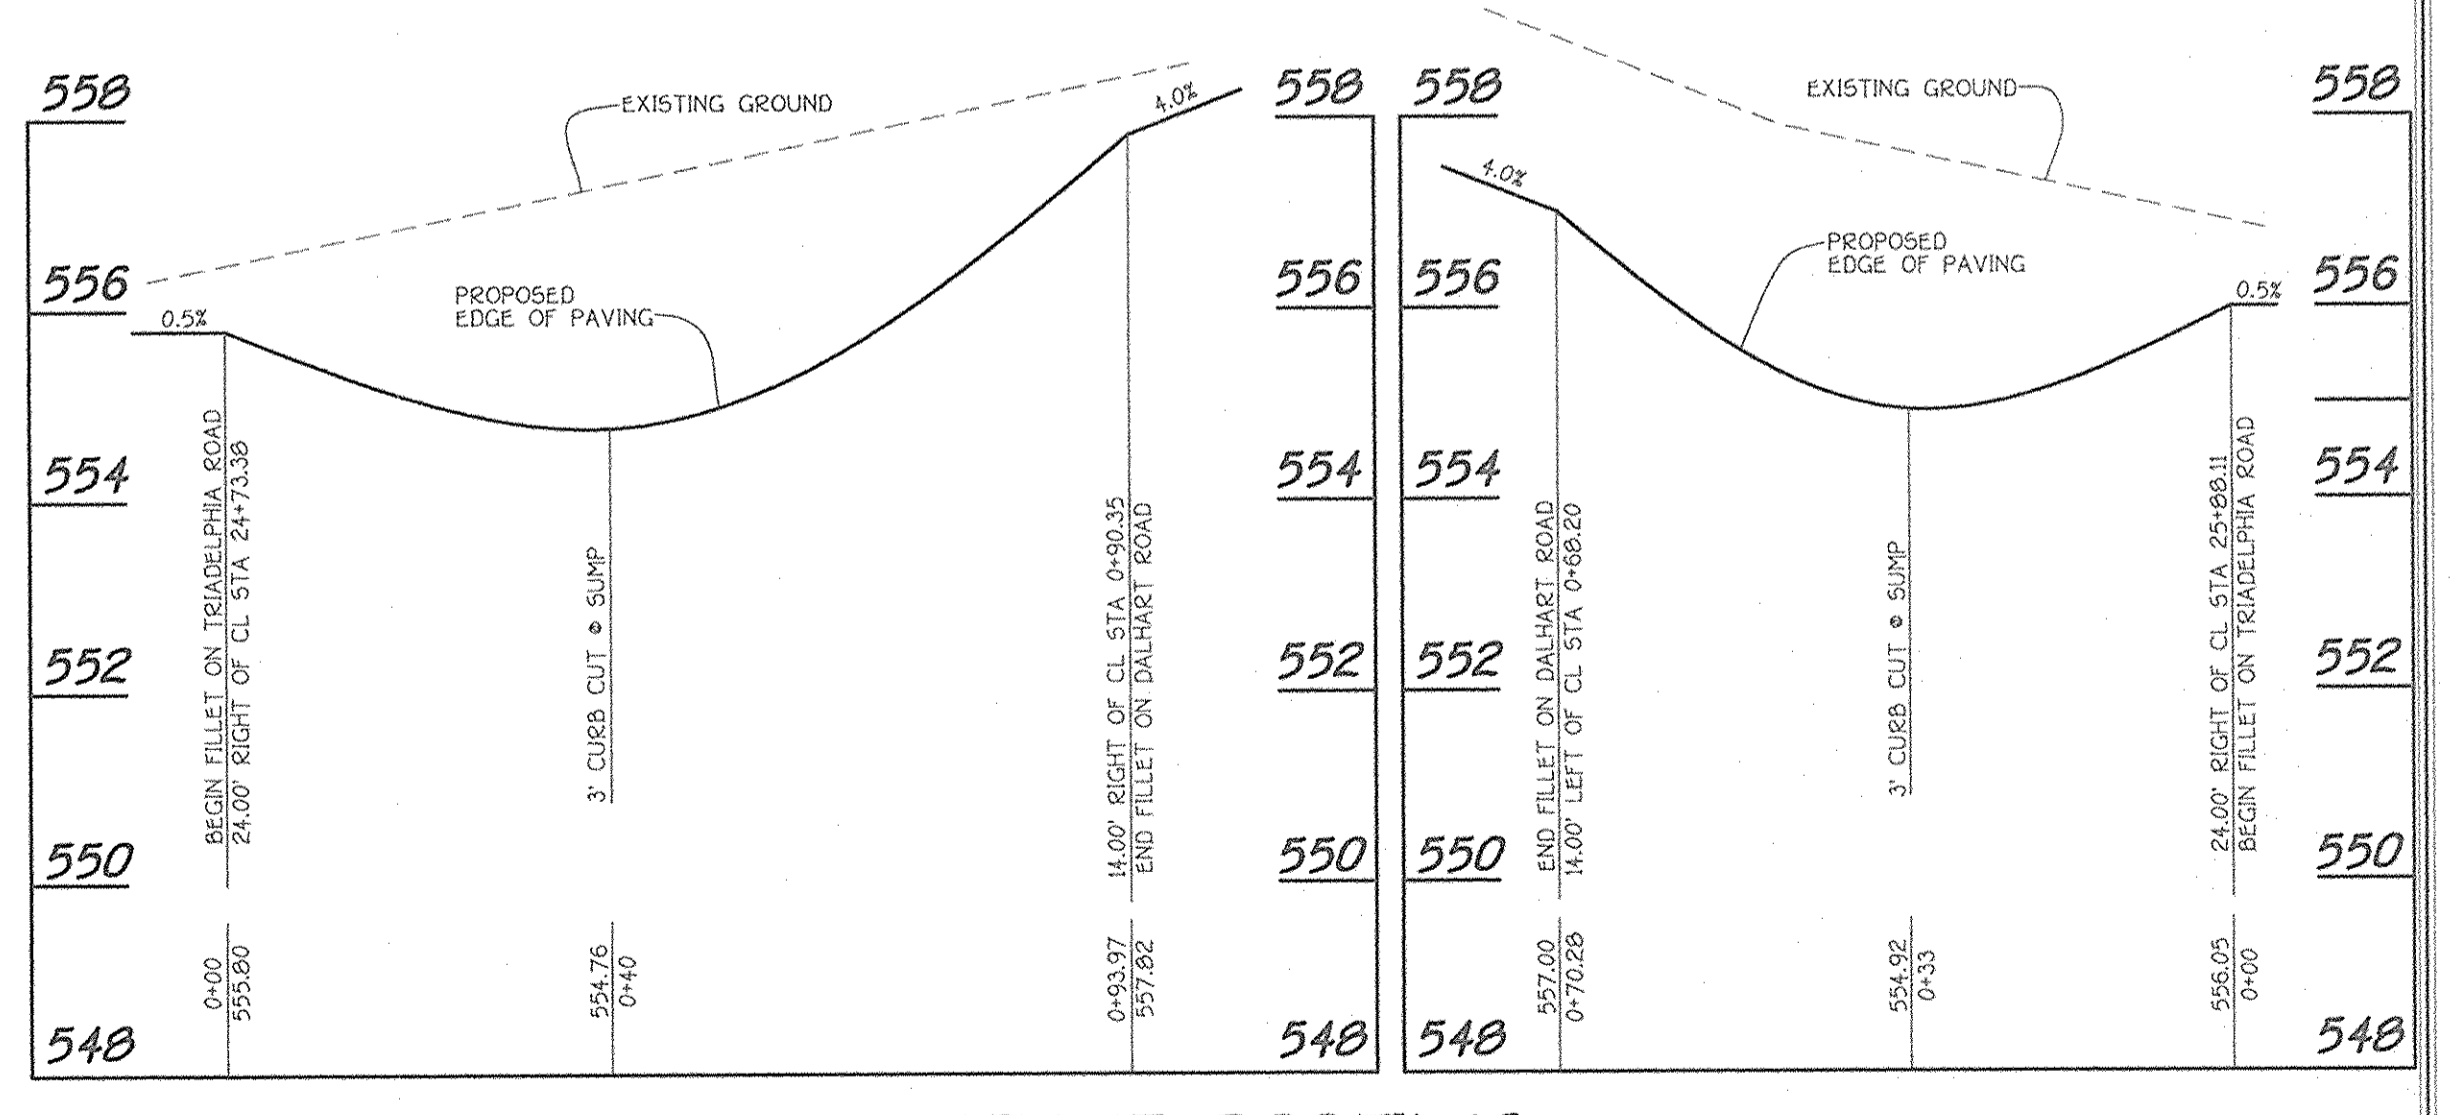 558
556
554
552
550
548
EXISTING GROUND
0.5%
PROPOSED
EDGE OF PAVING
4.0%
BEGIN FILLET ON TRIADELPHIA ROAD
24.00' RIGHT OF CL STA 24+73.38
3' CURB CUT @ SUMP
14.00' RIGHT OF CL STA 0+90.35
END FILLET ON DALHART ROAD
0+00
555.80
554.76
0+40
0+93.97
557.82
558
556
554
552
550
548
558
556
554
552
550
548
4.0%
EXISTING GROUND
PROPOSED
EDGE OF PAVING
0.5%
END FILLET ON DALHART ROAD
14.00' LEFT OF CL STA 0+68.20
3' CURB CUT @ SUMP
24.00' RIGHT OF CL STA 25+88.11
BEGIN FILLET ON TRIADELPHIA ROAD
557.00
0+70.28
554.92
0+33
556.05
0+00
558
556
554
552
550
548